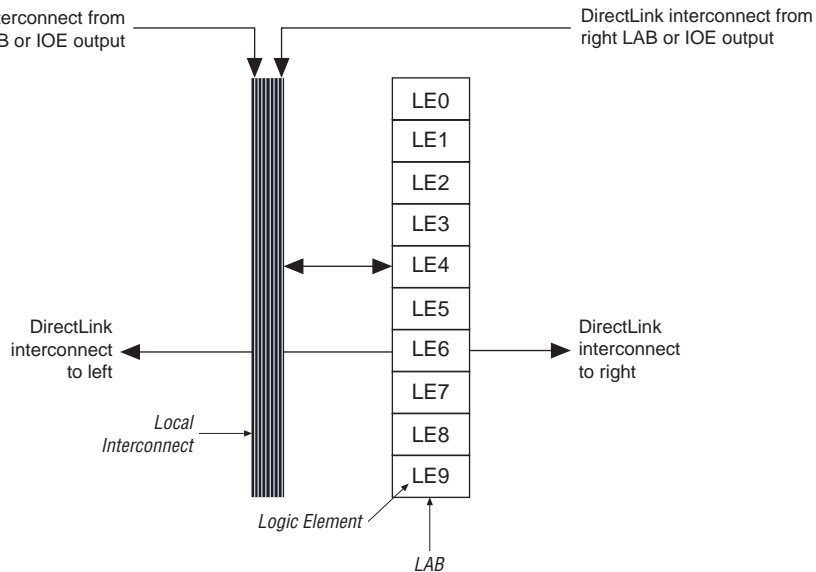 DirectLink interconnect from
right LAB or IOE output
terconnect from
B or IOE output
LE0
LE1
LE2
LE3
LE4
LE5
LE6
LE7
LE8
LE9
DirectLink
interconnect
to left
DirectLink
interconnect
to right
Local
Interconnect
Logic Element
LAB